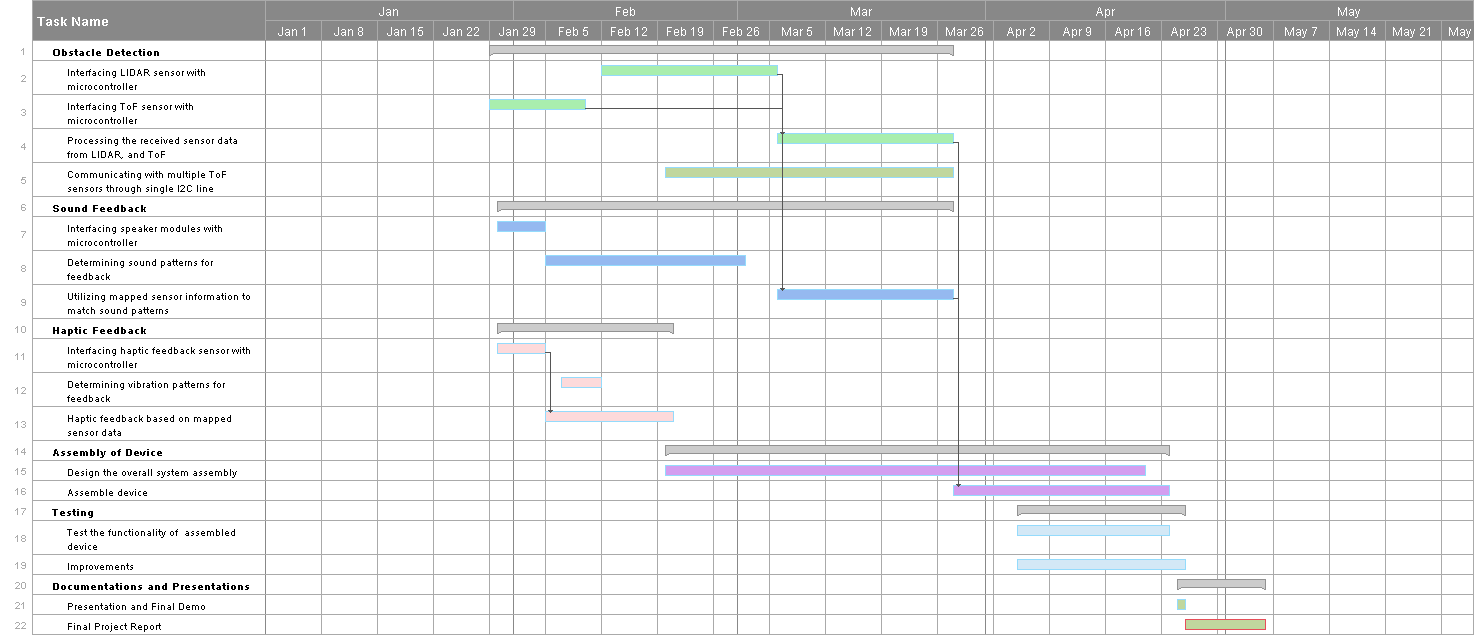 Task Name
Jan Feb Mar Apr May
Jan 1 Jan 8 Jan 15 Jan 22 Jan 29 Feb 5 Feb 12 Feb 19 Feb 26 Mar 5 Mar 12 Mar 19 Mar 26 Apr 2 Apr 9 Apr 16 Apr 23 Apr 30 May 7 May 14 May 21 May
1 Obstacle Detection
2 Interfacing LIDAR sensor with
microcontroller
3 Interfacing ToF sensor with
microcontroller
4 Processing the received sensor data
from LIDAR, and ToF
5 Communicating with multiple ToF
sensors through single I2C line
6 Sound Feedback
7 Interfacing speaker modules with
microcontroller
8 Determining sound patterns for
feedback
9 Utilizing mapped sensor information to
match sound patterns
10 Haptic Feedback
11 Interfacing haptic feedback sensor with
microcontroller
12 Determining vibration patterns for
feedback
13 Haptic feedback based on mapped
sensor data
14 Assembly of Device
15 Design the overall system assembly
16 Assemble device
17 Testing
18 Test the functionality of assembled
device
19 Improvements
20 Documentations and Presentations
21 Presentation and Final Demo
22 Final Project Report